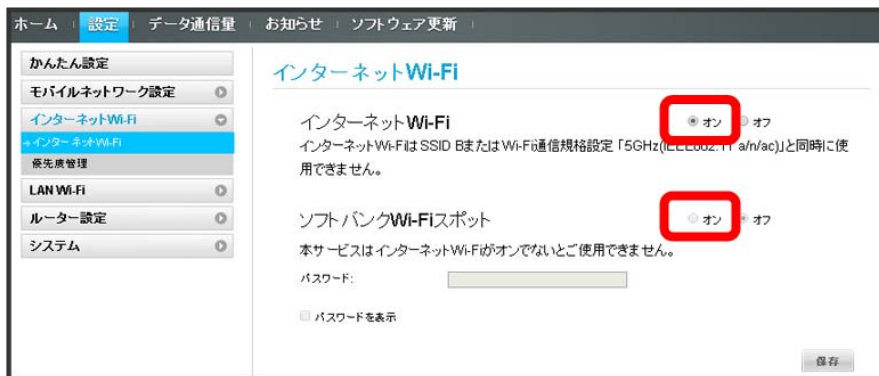 ホーム 設定 データ通信量 お知らせ ソフトウェア更新
かんたん設定
モバイルネットワーク設定
インターネットWi-Fi
インターネットWi-Fi
優先度管理
LAN Wi-Fi
ルーター設定
システム
インターネットWi-Fi
インターネットWi-Fi オン オフ
インターネットWi-FiはSSID BまたはWi-Fi通信規格設定「5GHz(IEEE802.11 a/n/ac)」と同時に使
用できません。
ソフトバンクWi-Fiスポット オン オフ
本サービスはインターネットWi-Fiがオンでないとご使用できません。
パスワード:
パスワードを表示
保存